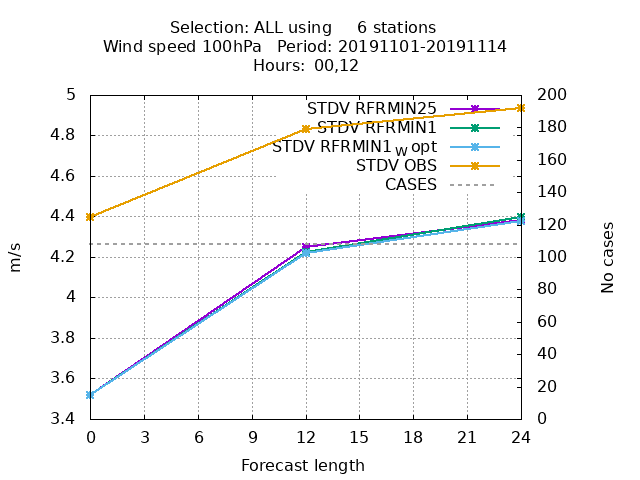 Selection: ALL using     6 stations
Wind speed 100hPa   Period: 20191101-20191114
Hours:  00,12
5
4.8
4.6
4.4
4.2
4
3.8
3.6
3.4
m/s
STDV RFRMIN25
STDV RFRMIN1
STDV RFRMIN1w opt
STDV OBS
CASES
200
180
160
140
120
100
80
60
40
20
0
No cases
0 3 6 9 12 15 18 21 24
Forecast length